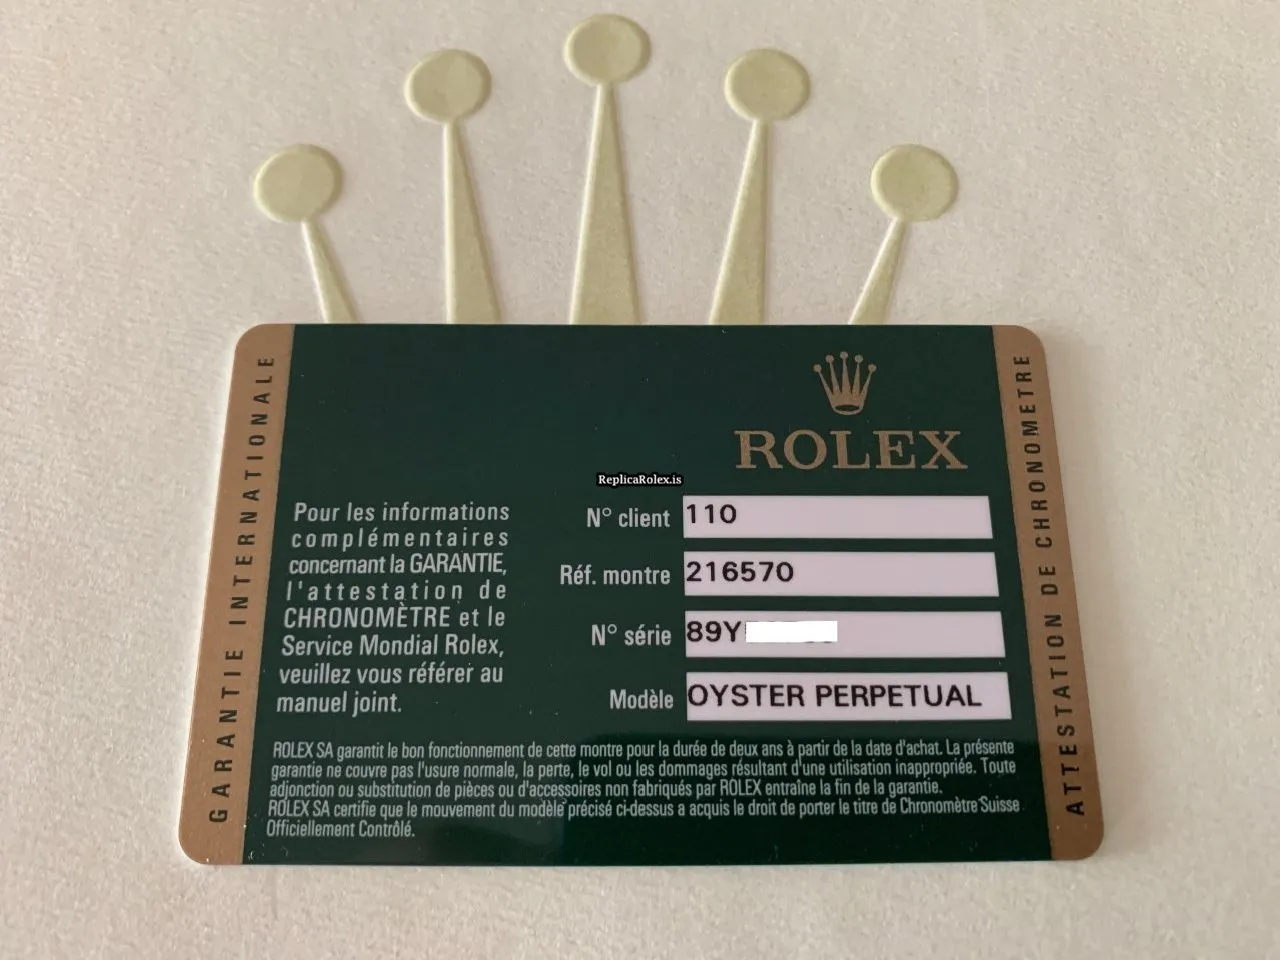 GARANTIE INTERNATIONALE
ROLEX
ReplicaRolex.is
Pour les informations
complémentaires
concernant la GARANTIE,
l'attestation de
CHRONOMÈTRE et le
Service Mondial Rolex,
veuillez vous référer au
manuel joint.
N° client 110
Réf. montre 216570
N° série 89Y
Modèle OYSTER PERPETUAL
ROLEX SA garantit le bon fonctionnement de cette montre pour la durée de deux ans à partir de la date d'achat. La présente
garantie ne couvre pas l'usure normale, la perte, le vol ou les dommages résultant d'une utilisation inappropriée. Toute
adjonction ou substitution de pièces ou d'accessoires non fabriqués par ROLEX entraîne la fin de la garantie.
ROLEX SA certifie que le mouvement du modèle précisé ci-dessus a acquis le droit de porter le titre de Chronomètre Suisse
Officiellement Contrôlé.
ATTESTATION DE CHRONOMETRE